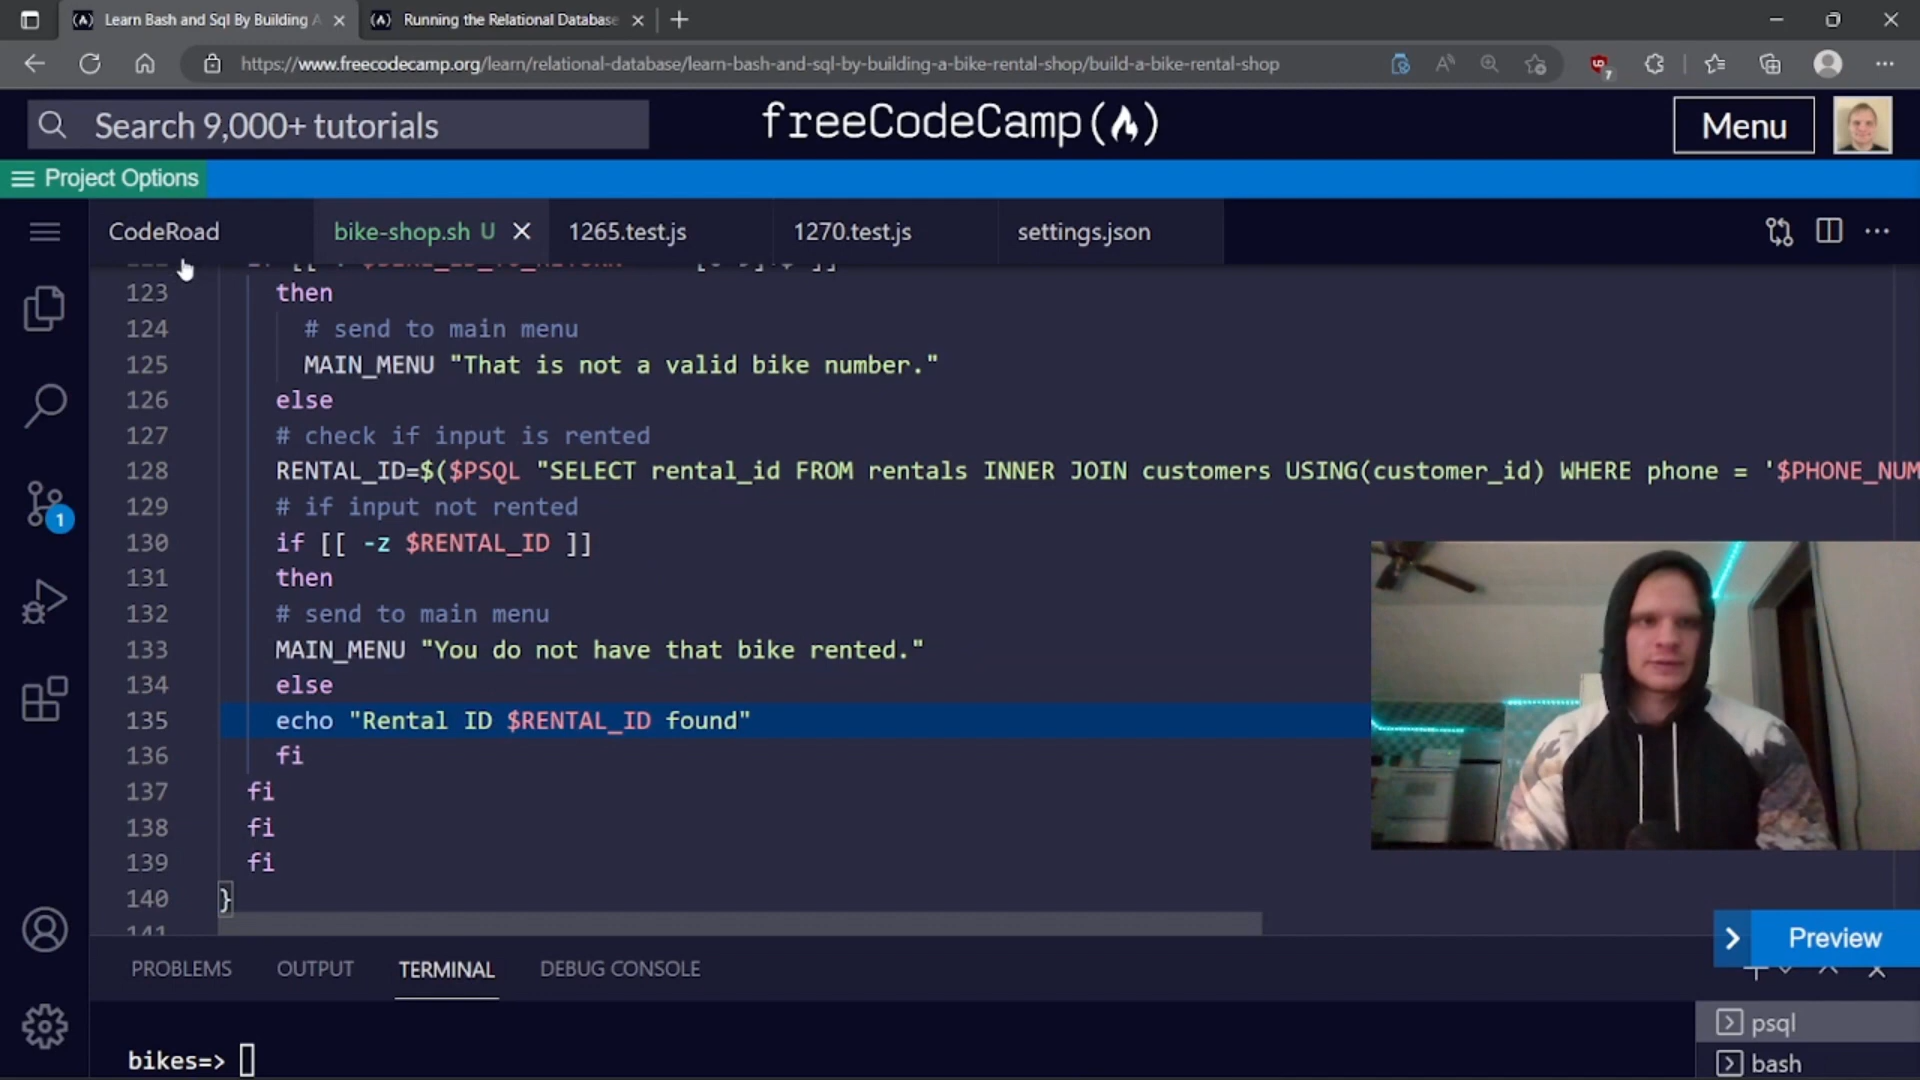 Learn Bash and Sql By Building A
Running the Relational Database
https://www.freecodecamp.org/learn/relational-database/learn-bash-and-sql-by-building-a-bike-rental-shop/build-a-bike-rental-shop
7
Search 9,000+ tutorials
freeCodeCamp(
)
Menu
Project Options
CodeRoad
bike-shop.sh U
1265.test.js
1270.test.js
settings.json
123 then
124 # send to main menu
125 MAIN_MENU "That is not a valid bike number."
126 else
127 # check if input is rented
128 RENTAL_ID=$($PSQL "SELECT rental_id FROM rentals INNER JOIN customers USING(customer_id) WHERE phone = '$PHONE_NUM
129 # if input not rented
130 if [[ -z $RENTAL_ID ]]
131 then
132 # send to main menu
133 MAIN_MENU "You do not have that bike rented."
134 else
135 echo "Rental ID $RENTAL_ID found"
136 fi
137 fi
138 fi
139 fi
140 }
141
1
Preview
PROBLEMS
OUTPUT
TERMINAL
DEBUG CONSOLE
bikes=>
psql
bash